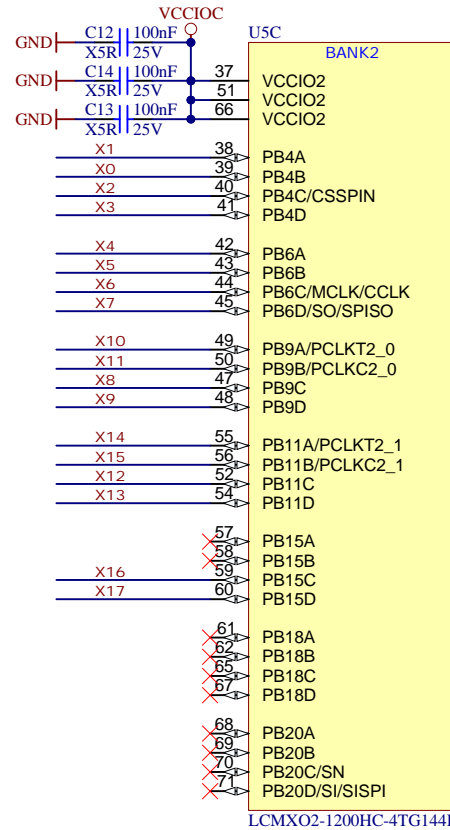 VCCIOC
C12 100nF U5C
GND X5R 25V BANK2
C14 100nF 37 VCCIO2
GND X5R 25V 51 VCCIO2
C13 100nF 66 VCCIO2
GND X5R 25V
X1 38 PB4A
X0 39 PB4B
X2 40 PB4C/CSSPIN
X3 41 PB4D
X4 42 PB6A
X5 43 PB6B
X6 44 PB6C/MCLK/CCLK
X7 45 PB6D/SO/SPISO
X10 49 PB9A/PCLKT2_0
X11 50 PB9B/PCLKC2_0
X8 47 PB9C
X9 48 PB9D
X14 55 PB11A/PCLKT2_1
X15 56 PB11B/PCLKC2_1
X12 52 PB11C
X13 54 PB11D
57 PB15A
58 PB15B
X16 59 PB15C
X17 60 PB15D
61 PB18A
62 PB18B
65 PB18C
67 PB18D
68 PB20A
69 PB20B
70 PB20C/SN
71 PB20D/SI/SISPI